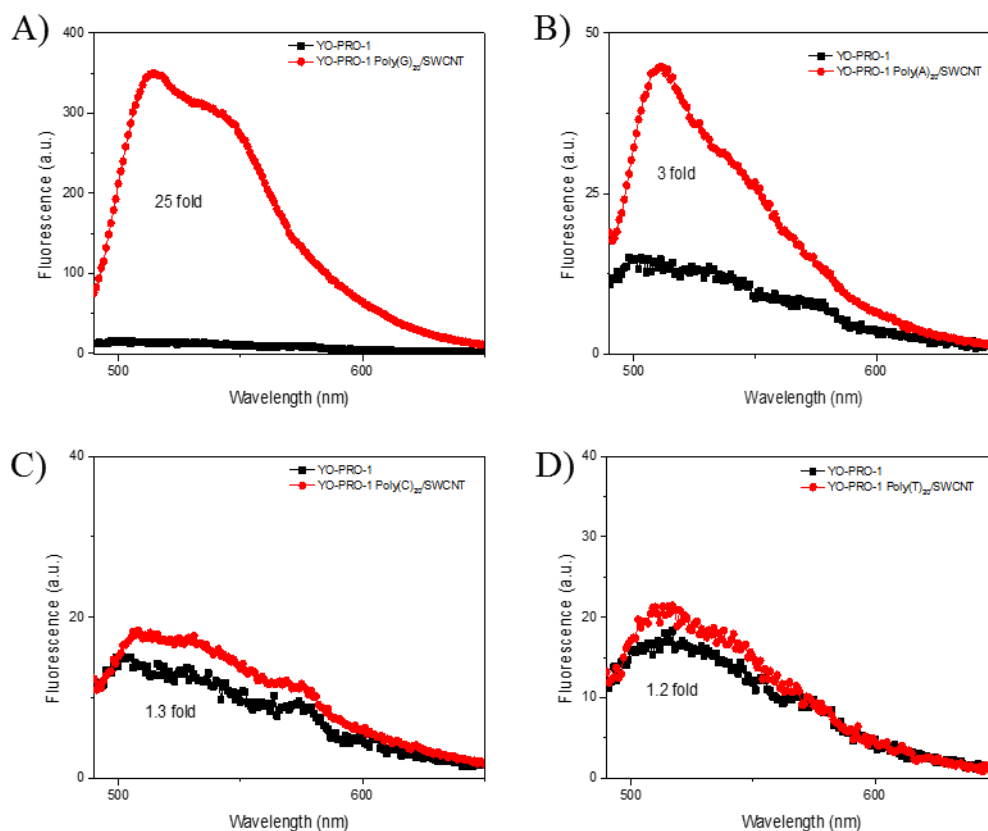 A)
400
300
200
100
0
500
600
Fluorescence (a.u.)
Wavelength (nm)
YO-PRO-1
YO-PRO-1 Poly(G)₂₀/SWCNT
25 fold
B)
50
25
0
500
600
Fluorescence (a.u.)
Wavelength (nm)
YO-PRO-1
YO-PRO-1 Poly(A)₂₀/SWCNT
3 fold
C)
40
20
0
500
600
Fluorescence (a.u.)
Wavelength (nm)
YO-PRO-1
YO-PRO-1 Poly(C)₂₀/SWCNT
1.3 fold
D)
40
30
20
10
0
500
600
Fluorescence (a.u.)
Wavelength (nm)
YO-PRO-1
YO-PRO-1 Poly(T)₂₀/SWCNT
1.2 fold